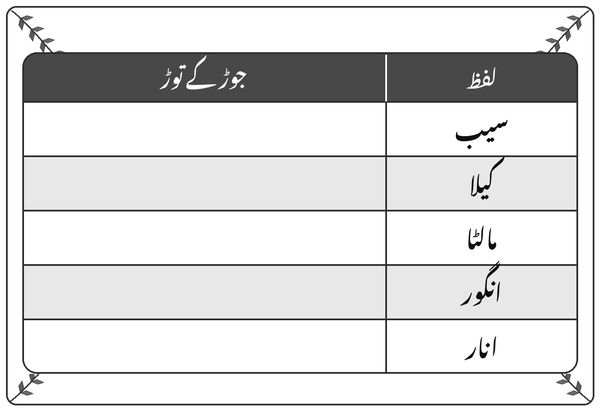 لفظ جوڑ کے توڑ
سیب
کیلا
مالٹا
انگور
انار